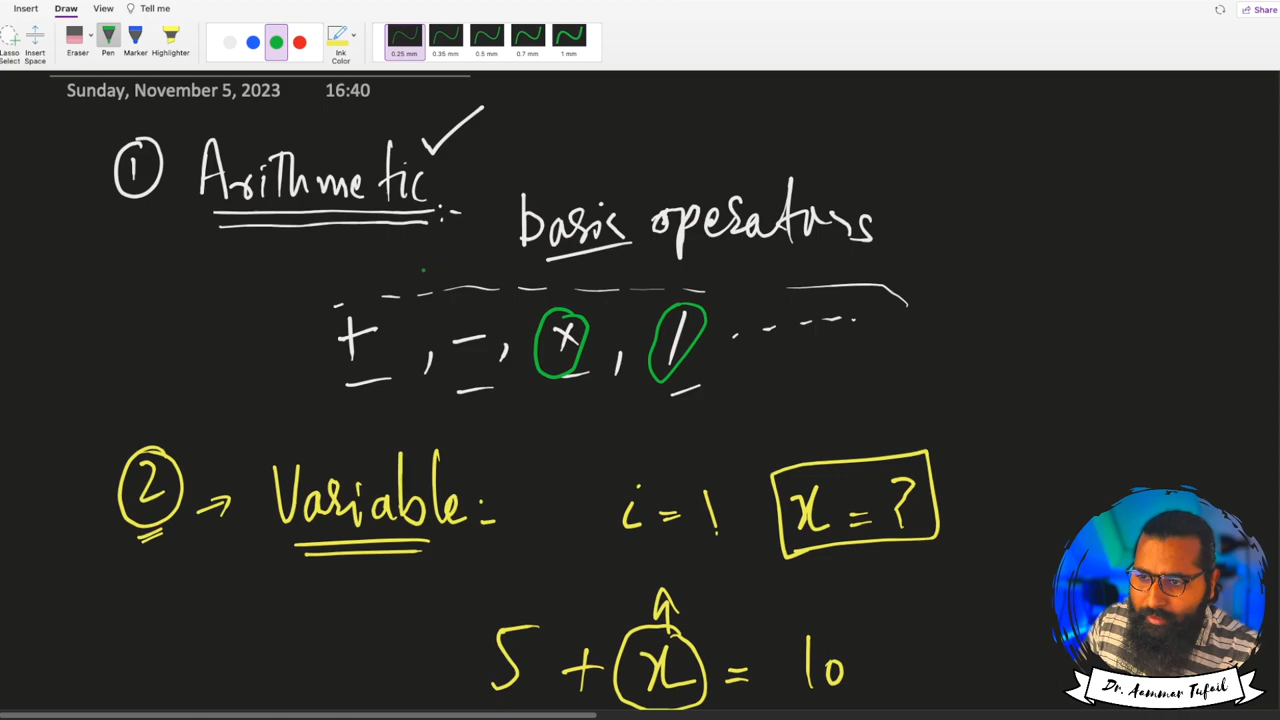 Insert Draw View Tell me Share
Lasso Select Insert Space Eraser Pen Marker Highlighter Ink Color 0.25 mm 0.35 mm 0.5 mm 0.7 mm 1 mm
Sunday, November 5, 2023 16:40
① Arithmetic :-
basic operators
+ , - , × , / . - - - - .
② → Variable :- i = 1 x = ?
5 + x = 10
Dr. Aammar Tufail